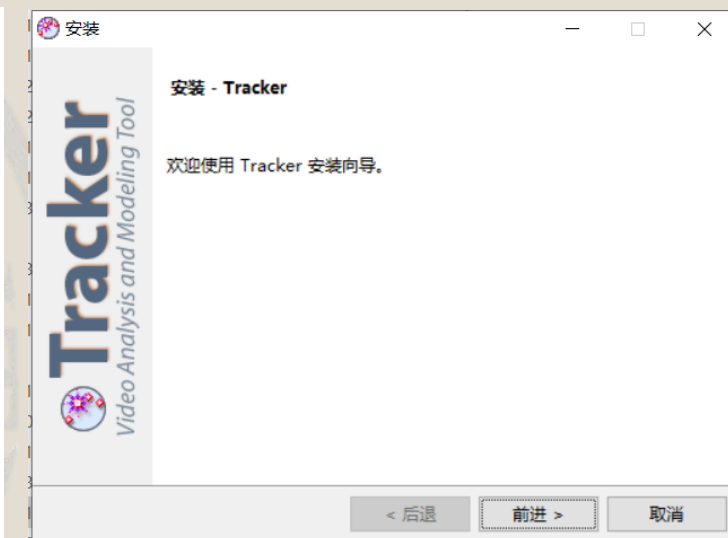 安装
安装 - Tracker
欢迎使用 Tracker 安装向导。
Tracker
Video Analysis and Modeling Tool
< 后退
前进 >
取消